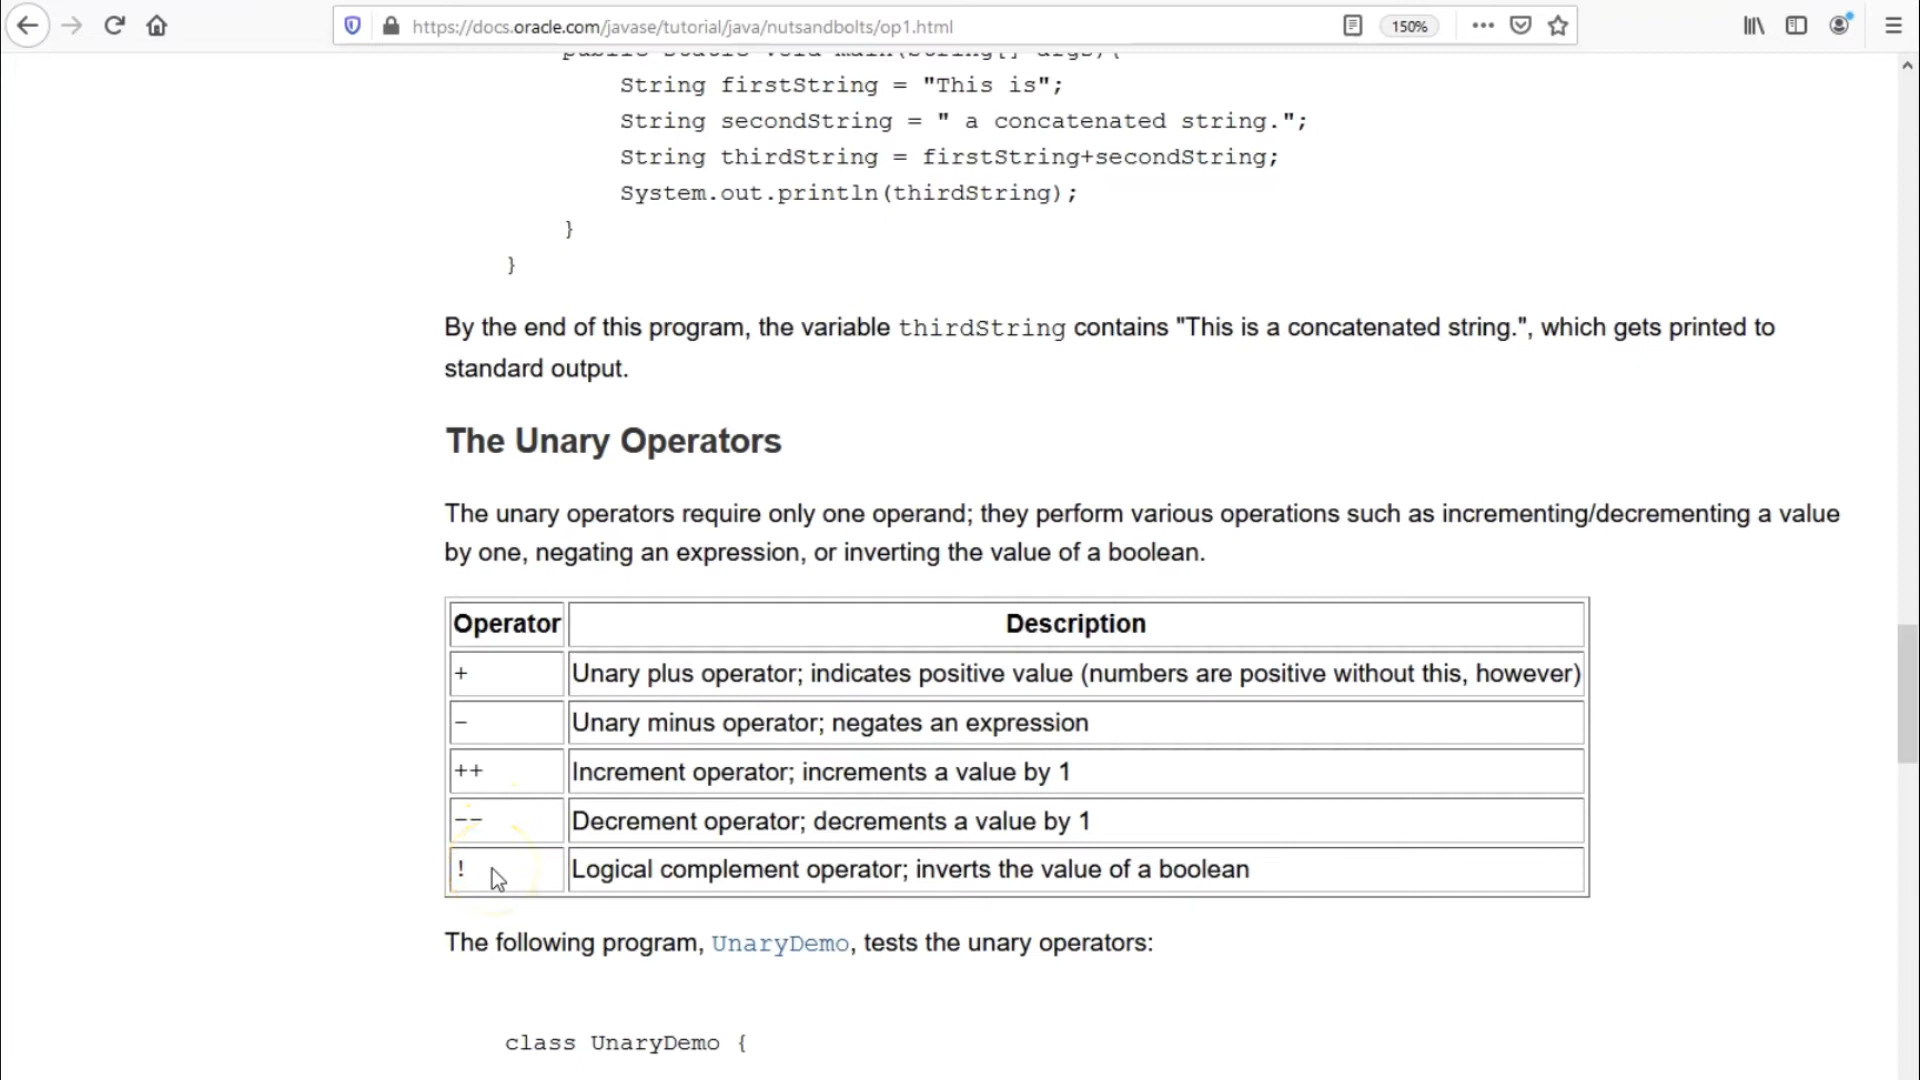 https://docs.oracle.com/javase/tutorial/java/nutsandbolts/op1.html
150%
public static void main(String[] args){
String firstString = "This is";
String secondString = " a concatenated string.";
String thirdString = firstString+secondString;
System.out.println(thirdString);
}
}
By the end of this program, the variable thirdString contains "This is a concatenated string.", which gets printed to
standard output.
The Unary Operators
The unary operators require only one operand; they perform various operations such as incrementing/decrementing a value
by one, negating an expression, or inverting the value of a boolean.
Operator Description
+ Unary plus operator; indicates positive value (numbers are positive without this, however)
- Unary minus operator; negates an expression
++ Increment operator; increments a value by 1
-- Decrement operator; decrements a value by 1
! Logical complement operator; inverts the value of a boolean
The following program, UnaryDemo, tests the unary operators:
class UnaryDemo {